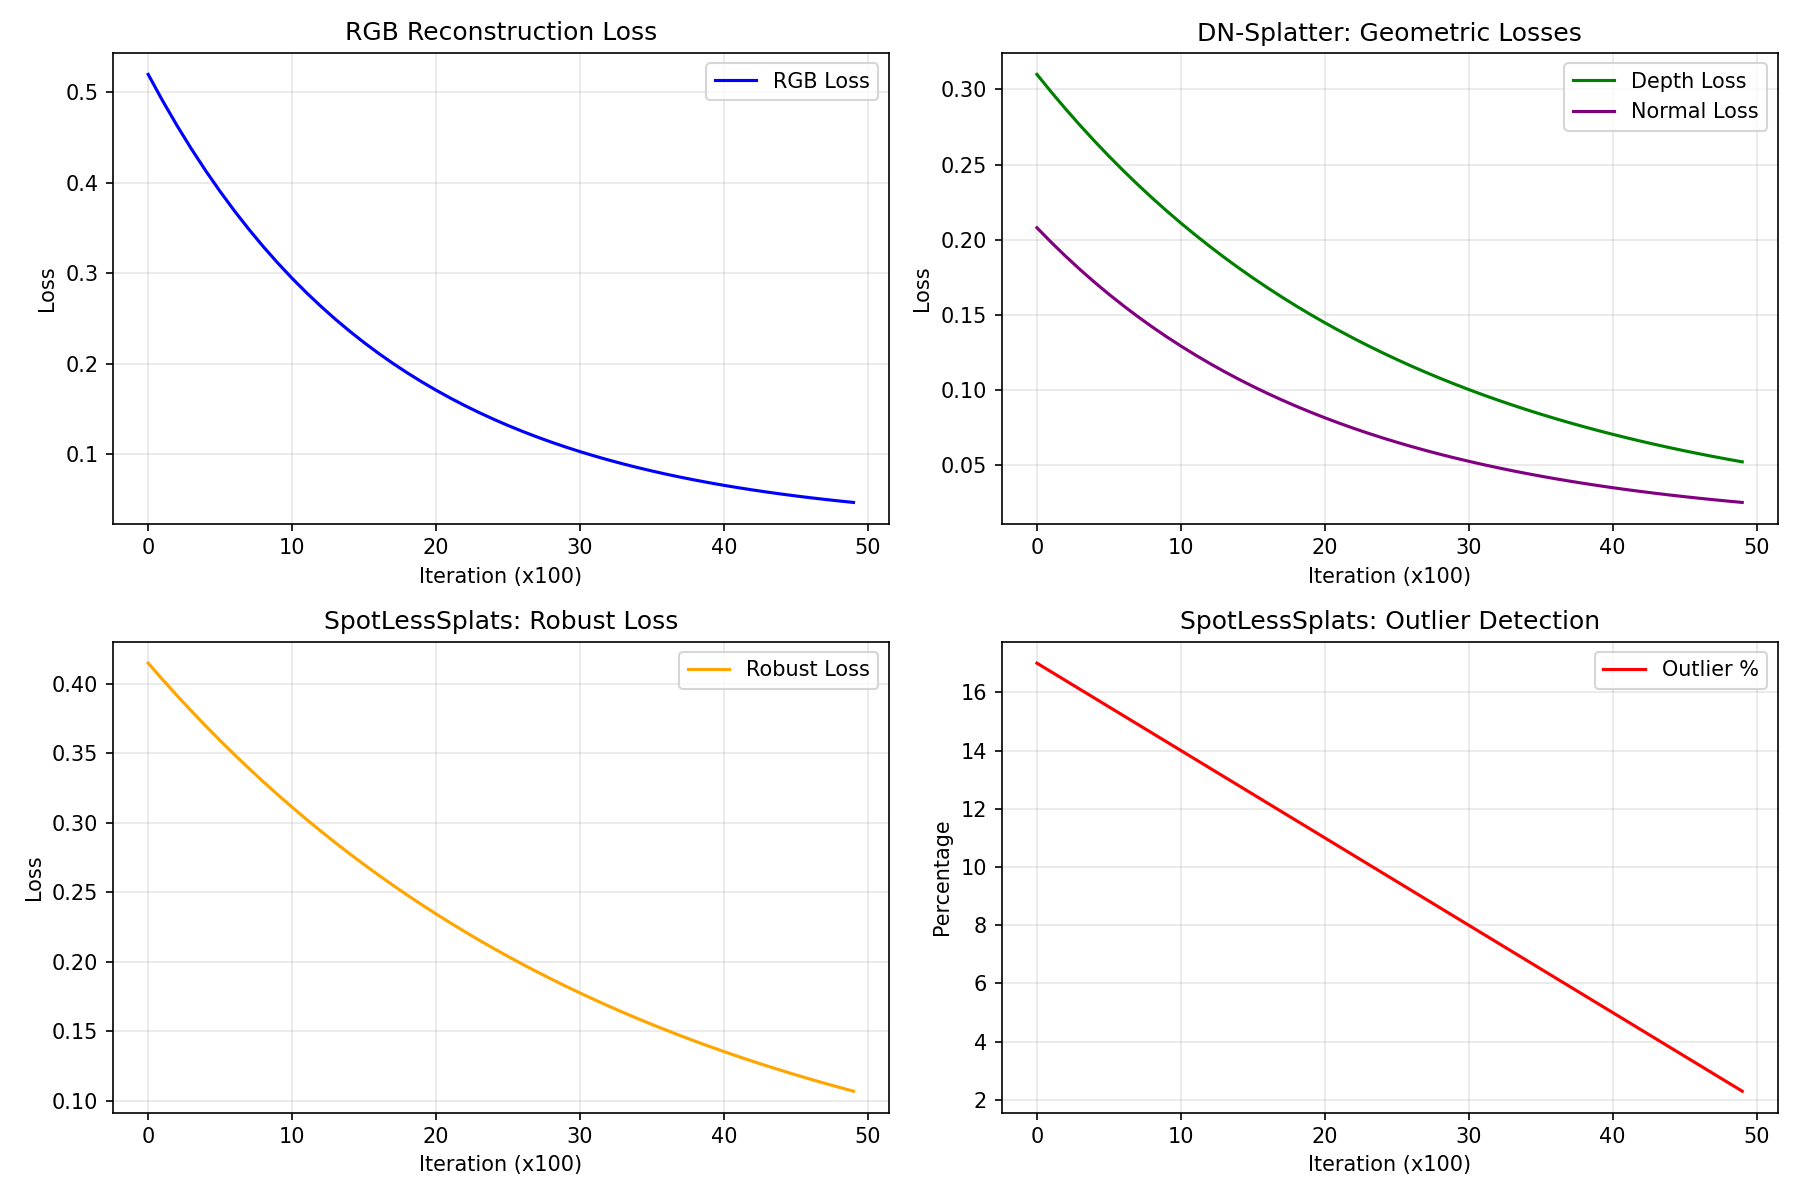 RGB Reconstruction Loss
RGB Loss
0.5
0.4
0.3
0.2
0.1
Loss
0 10 20 30 40 50
Iteration (x100)
DN-Splatter: Geometric Losses
Depth Loss
Normal Loss
0.30
0.25
0.20
0.15
0.10
0.05
Loss
0 10 20 30 40 50
Iteration (x100)
SpotLessSplats: Robust Loss
Robust Loss
0.40
0.35
0.30
0.25
0.20
0.15
0.10
Loss
0 10 20 30 40 50
Iteration (x100)
SpotLessSplats: Outlier Detection
Outlier %
16
14
12
10
8
6
4
2
Percentage
0 10 20 30 40 50
Iteration (x100)